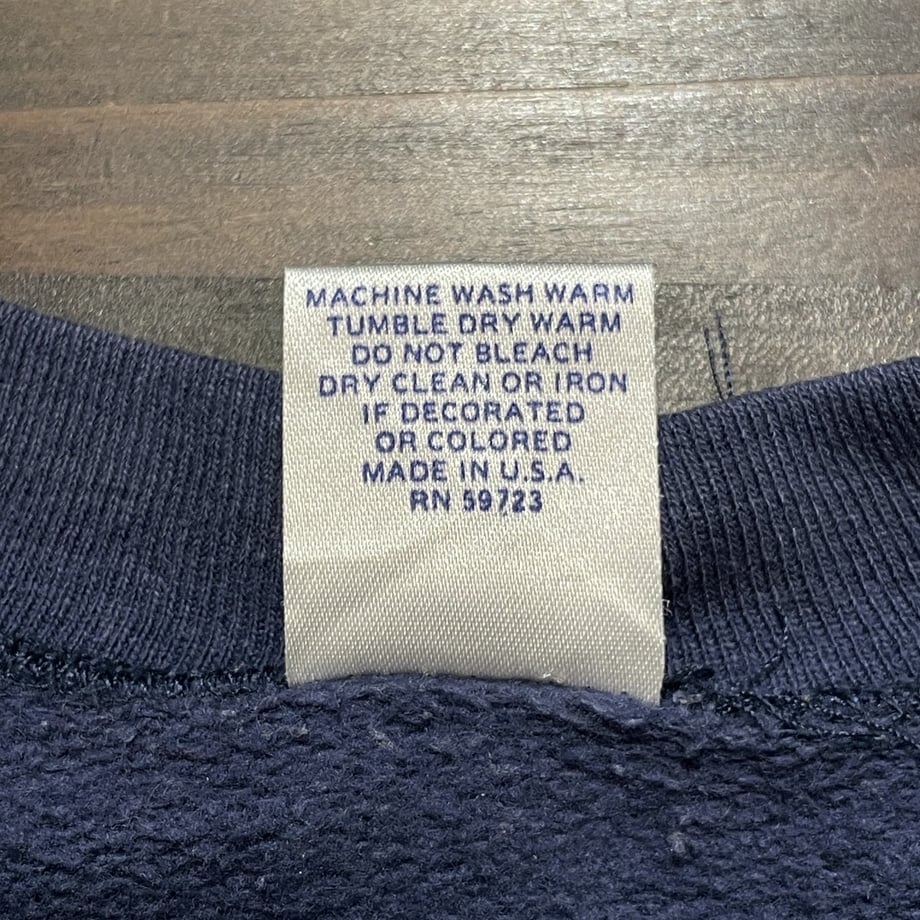 MACHINE WASH WARM
TUMBLE DRY WARM
DO NOT BLEACH
DRY CLEAN OR IRON
IF DECORATED
OR COLORED
MADE IN U.S.A.
RN 59723